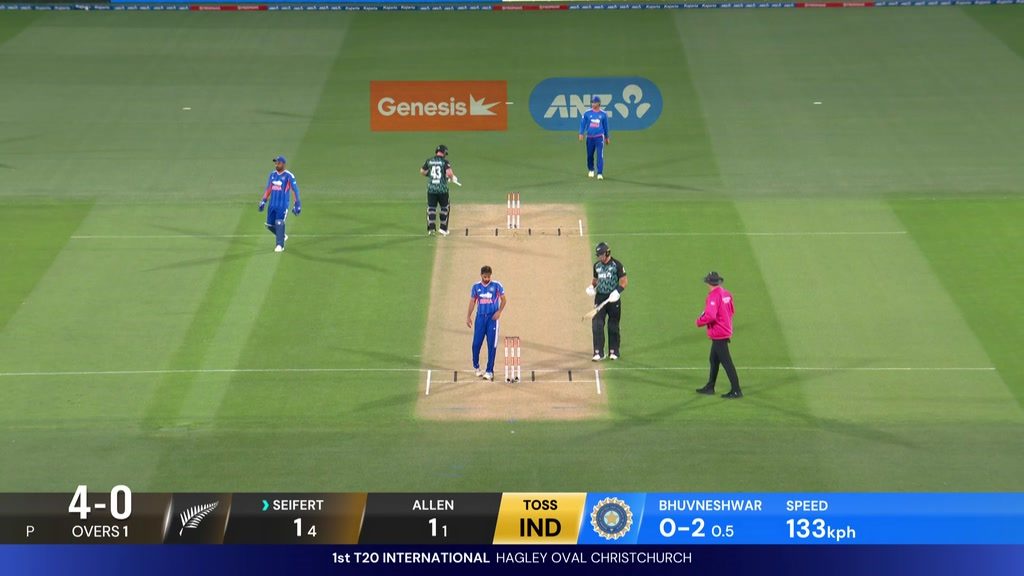 Genesis
ANZ
43
INDIA
4-0
P
OVERS 1
SEIFERT
1 4
ALLEN
1 1
TOSS
IND
BHUVNESHWAR
0-2 0.5
SPEED
133kph
1st T20 INTERNATIONAL HAGLEY OVAL CHRISTCHURCH